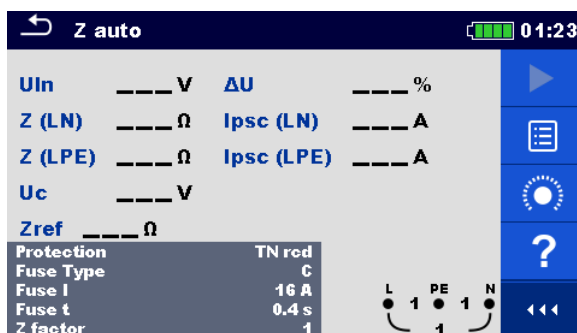 Z auto 01:23
Uln ___V ΔU ___%
Z (LN) ___Ω Ipsc (LN) ___A
Z (LPE) ___Ω Ipsc (LPE) ___A
Uc ___V
Zref ___Ω
Protection TN rcd
Fuse Type C
Fuse I 16 A
Fuse t 0.4 s
Z factor 1
L PE N
1 1
1
?